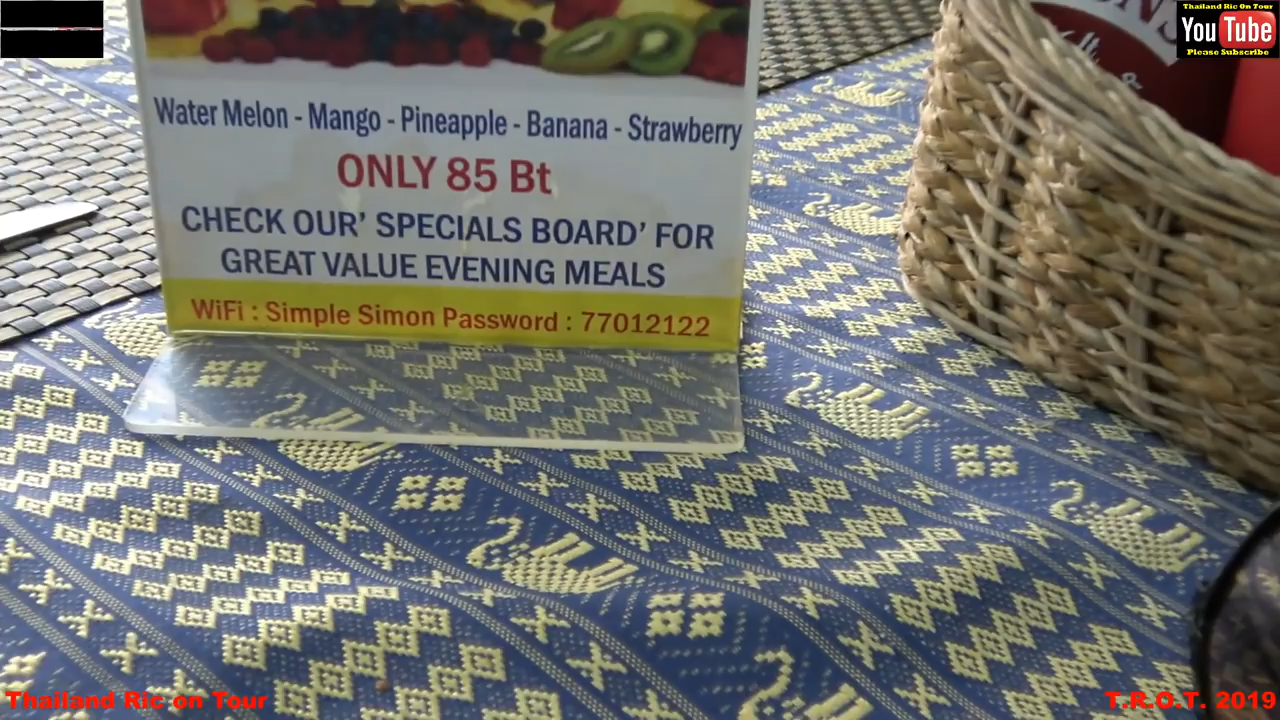 Thailand Ric On Tour
YouTube
Please Subscribe
Water Melon - Mango - Pineapple - Banana - Strawberry
ONLY 85 Bt
CHECK OUR' SPECIALS BOARD' FOR
GREAT VALUE EVENING MEALS
WiFi : Simple Simon Password : 77012122
Thailand Ric on Tour
T.R.O.T. 2019